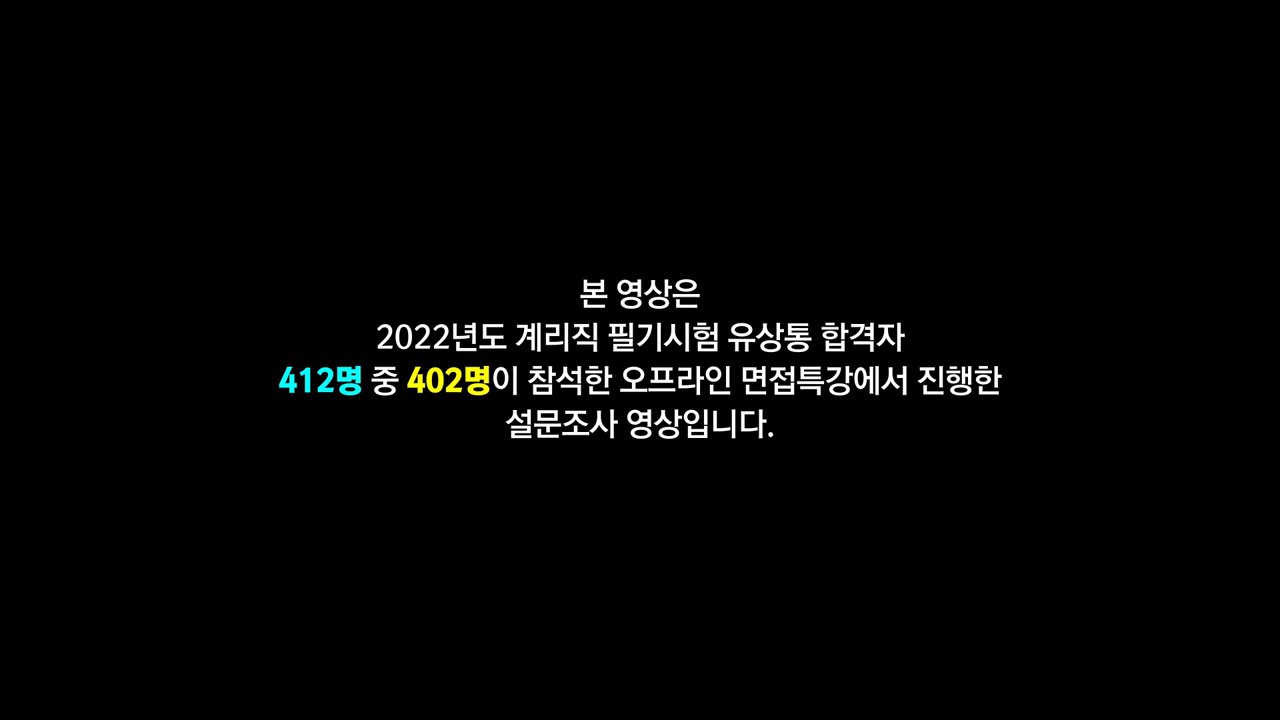 본 영상은
2022년도 계리직 필기시험 유상통 합격자
412명 중 402명이 참석한 오프라인 면접특강에서 진행한
설문조사 영상입니다.